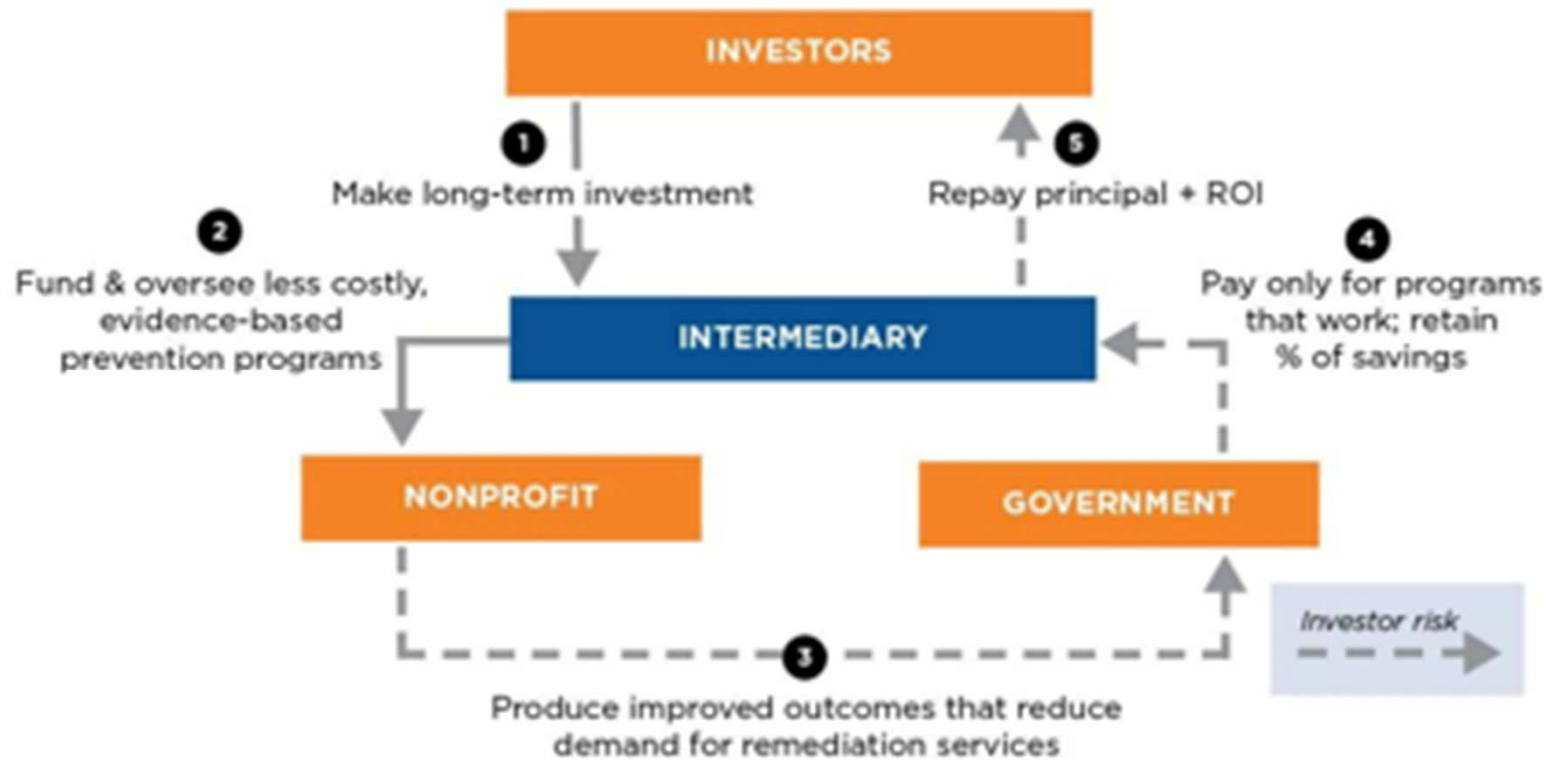 INVESTORS
1
Make long-term investment
5
Repay principal + ROI
2
Fund & oversee less costly,
evidence-based
prevention programs
4
Pay only for programs
that work; retain
% of savings
INTERMEDIARY
NONPROFIT
GOVERNMENT
Investor risk
3
Produce improved outcomes that reduce
demand for remediation services